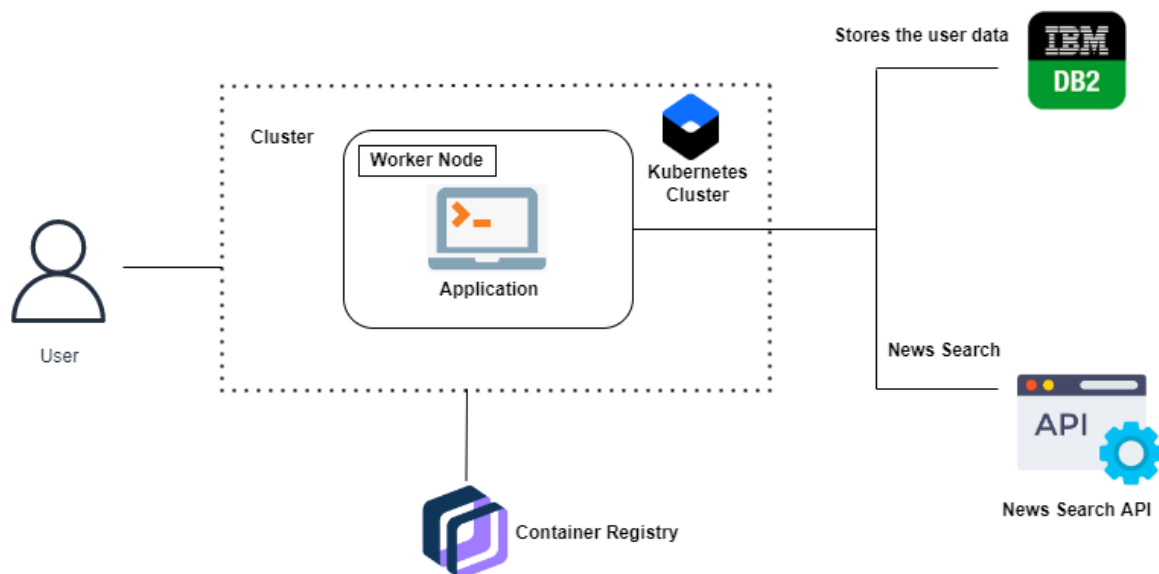 Stores the user data
IBM
DB2
Cluster
Worker Node
>_
Application
Kubernetes
Cluster
User
News Search
API
News Search API
Container Registry